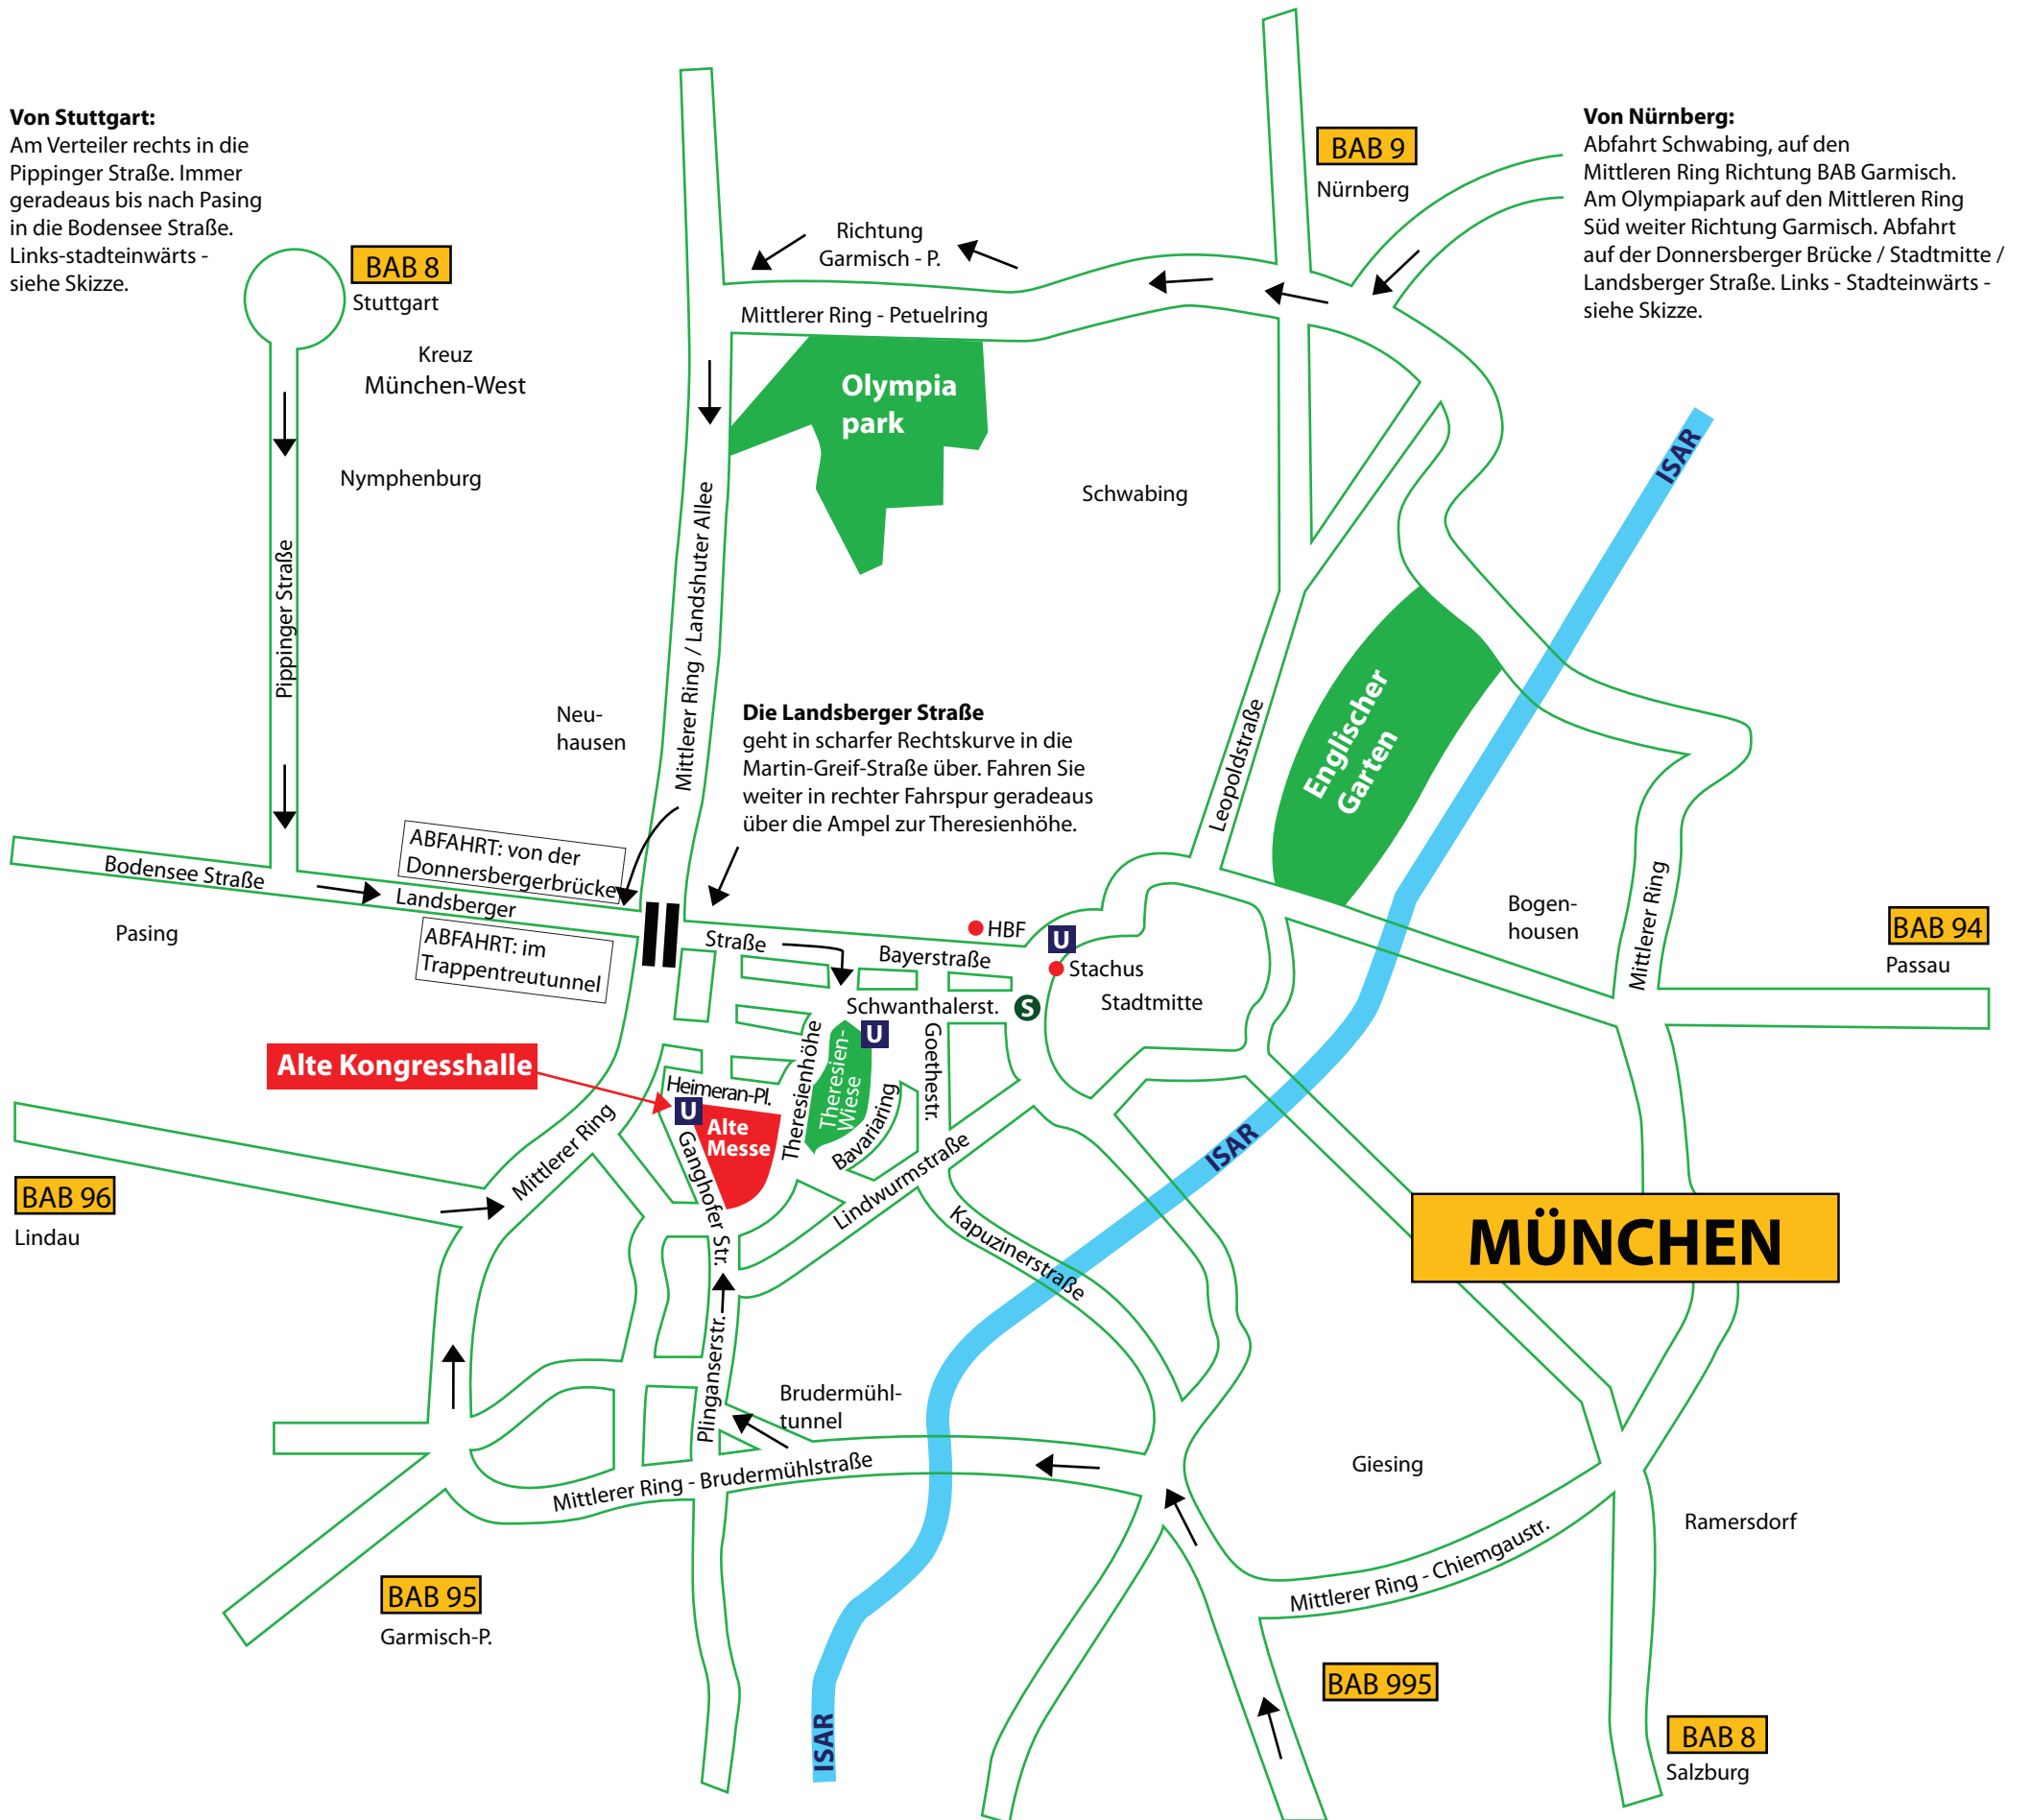 Von Stuttgart:
Am Verteiler rechts in die
Pippinger Straße. Immer
geradeaus bis nach Pasing
in die Bodensee Straße.
Links-stadteinwärts -
siehe Skizze.
BAB 8
Stuttgart
Kreuz
München-West
Nymphenburg
Pippinger Straße
BAB 9
Nürnberg
Von Nürnberg:
Abfahrt Schwabing, auf den
Mittleren Ring Richtung BAB Garmisch.
Am Olympiapark auf den Mittleren Ring
Süd weiter Richtung Garmisch. Abfahrt
auf der Donnersberger Brücke / Stadtmitte /
Landsberger Straße. Links - Stadteinwärts -
siehe Skizze.
Richtung
Garmisch - P.
Mittlerer Ring - Petuelring
Olympia
park
Schwabing
ISAR
Mittlerer Ring / Landshuter Allee
Neu-
hausen
Die Landsberger Straße
geht in scharfer Rechtskurve in die
Martin-Greif-Straße über. Fahren Sie
weiter in rechter Fahrspur geradeaus
über die Ampel zur Theresienhöhe.
Leopoldstraße
Englischer
Garten
ABFAHRT: von der
Donnersbergerbrücke
Bodensee Straße
Landsberger
Pasing
ABFAHRT: im
Trappentreutunnel
Straße
HBF
U
Bayerstraße
Stachus
Stadtmitte
Schwanthalerst.
S
U
Bogen-
hausen
Mittlerer Ring
BAB 94
Passau
Alte Kongresshalle
Heimeran-Pl.
U
Alte
Messe
Theresienhöhe
Theresien-
Wiese
Bavariaring
Goethestr.
Ganghofer Str.
Lindwurmstraße
Mittlerer Ring
ISAR
BAB 96
Lindau
MÜNCHEN
Kapuzinerstraße
Plinganserstr.
Brudermühl-
tunnel
Mittlerer Ring - Brudermühlstraße
Giesing
Ramersdorf
Mittlerer Ring - Chiemgaustr.
BAB 95
Garmisch-P.
BAB 995
ISAR
BAB 8
Salzburg